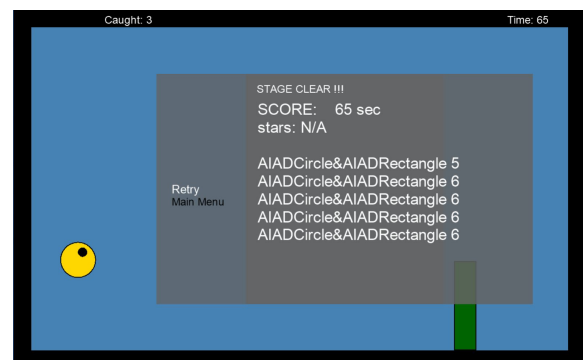 Caught: 3
Time: 65
STAGE CLEAR !!!
SCORE: 65 sec
stars: N/A
AIADCircle&AIADRectangle 5
AIADCircle&AIADRectangle 6
AIADCircle&AIADRectangle 6
AIADCircle&AIADRectangle 6
AIADCircle&AIADRectangle 6
Retry
Main Menu